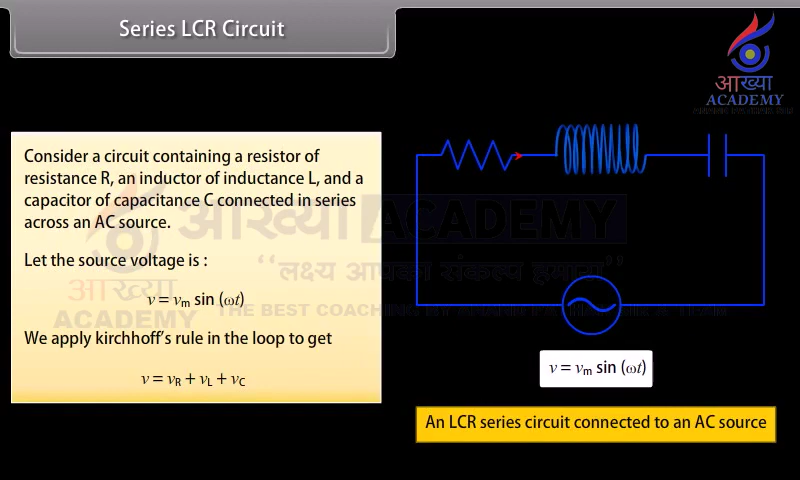 Series LCR Circuit
आख्या
ACADEMY
Consider a circuit containing a resistor of
resistance R, an inductor of inductance L, and a
capacitor of capacitance C connected in series
across an AC source.
Let the source voltage is :
v = vm sin (ωt)
We apply kirchhoff’s rule in the loop to get
v = vR + vL + vC
v = vm sin (ωt)
An LCR series circuit connected to an AC source
आख्या ACADEMY
‘‘लक्ष्य आपका संकल्प हमारा’’
आख्या
ACADEMY
THE BEST COACHING